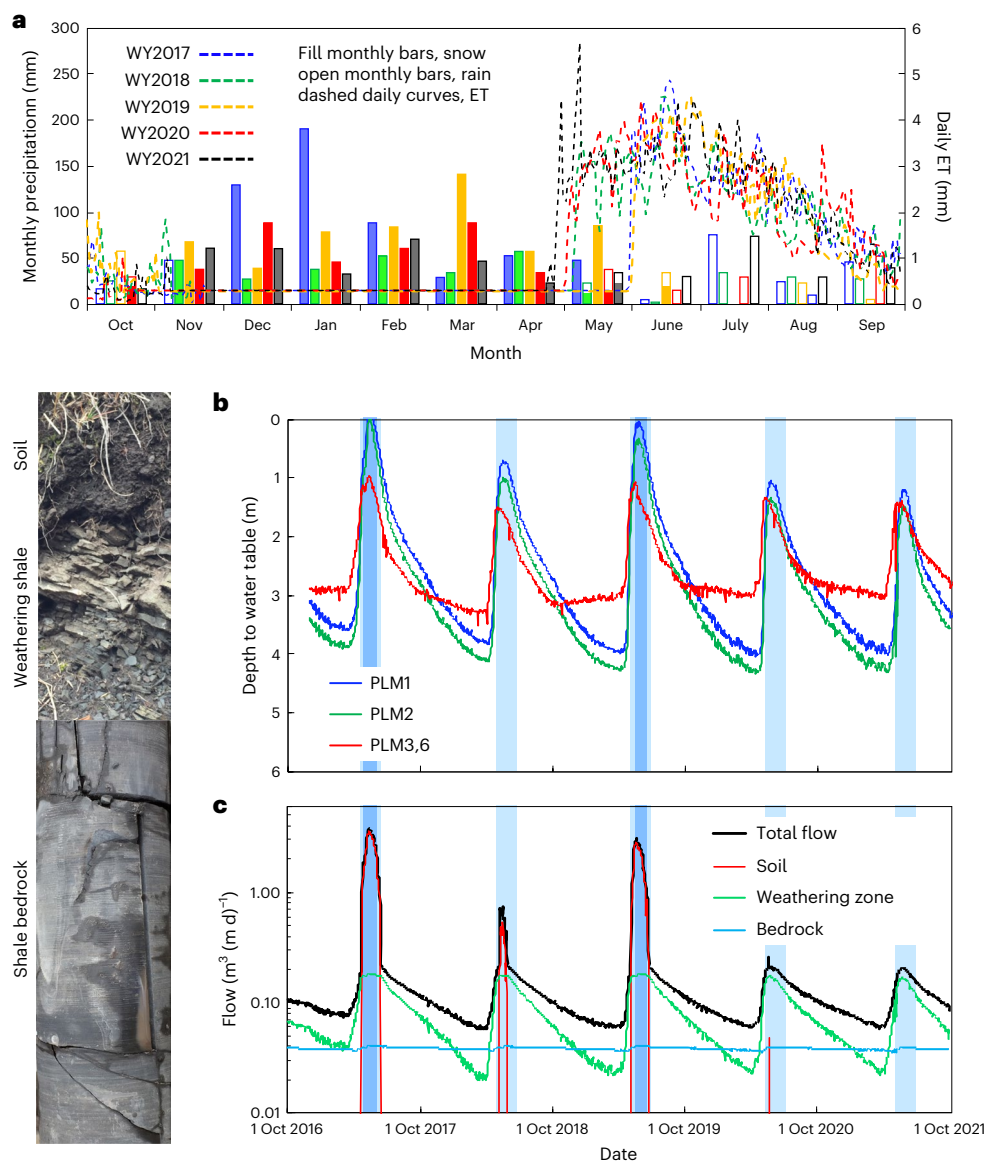 a
300
250
200
150
100
50
0
Monthly precipitationn (mm)
WY2017
WY2018
WY2019
WY2020
WY2021
Fill monthly bars, snow
open monthly bars, rain
dashed daily curves, ET
6
5
4
3
2
1
0
Daily ET (mm)
Oct Nov Dec Jan Feb Mar Apr May June July Aug Sep
Month
Soil
Weathering shale
Shale bedrock
b
0
1
2
3
4
5
6
Depth to water table (m)
PLM1
PLM2
PLM3,6
c
1.00
0.10
0.01
Flow (m³ (m d)⁻¹)
Total flow
Soil
Weathering zone
Bedrock
1 Oct 2016 1 Oct 2017 1 Oct 2018 1 Oct 2019 1 Oct 2020 1 Oct 2021
Date